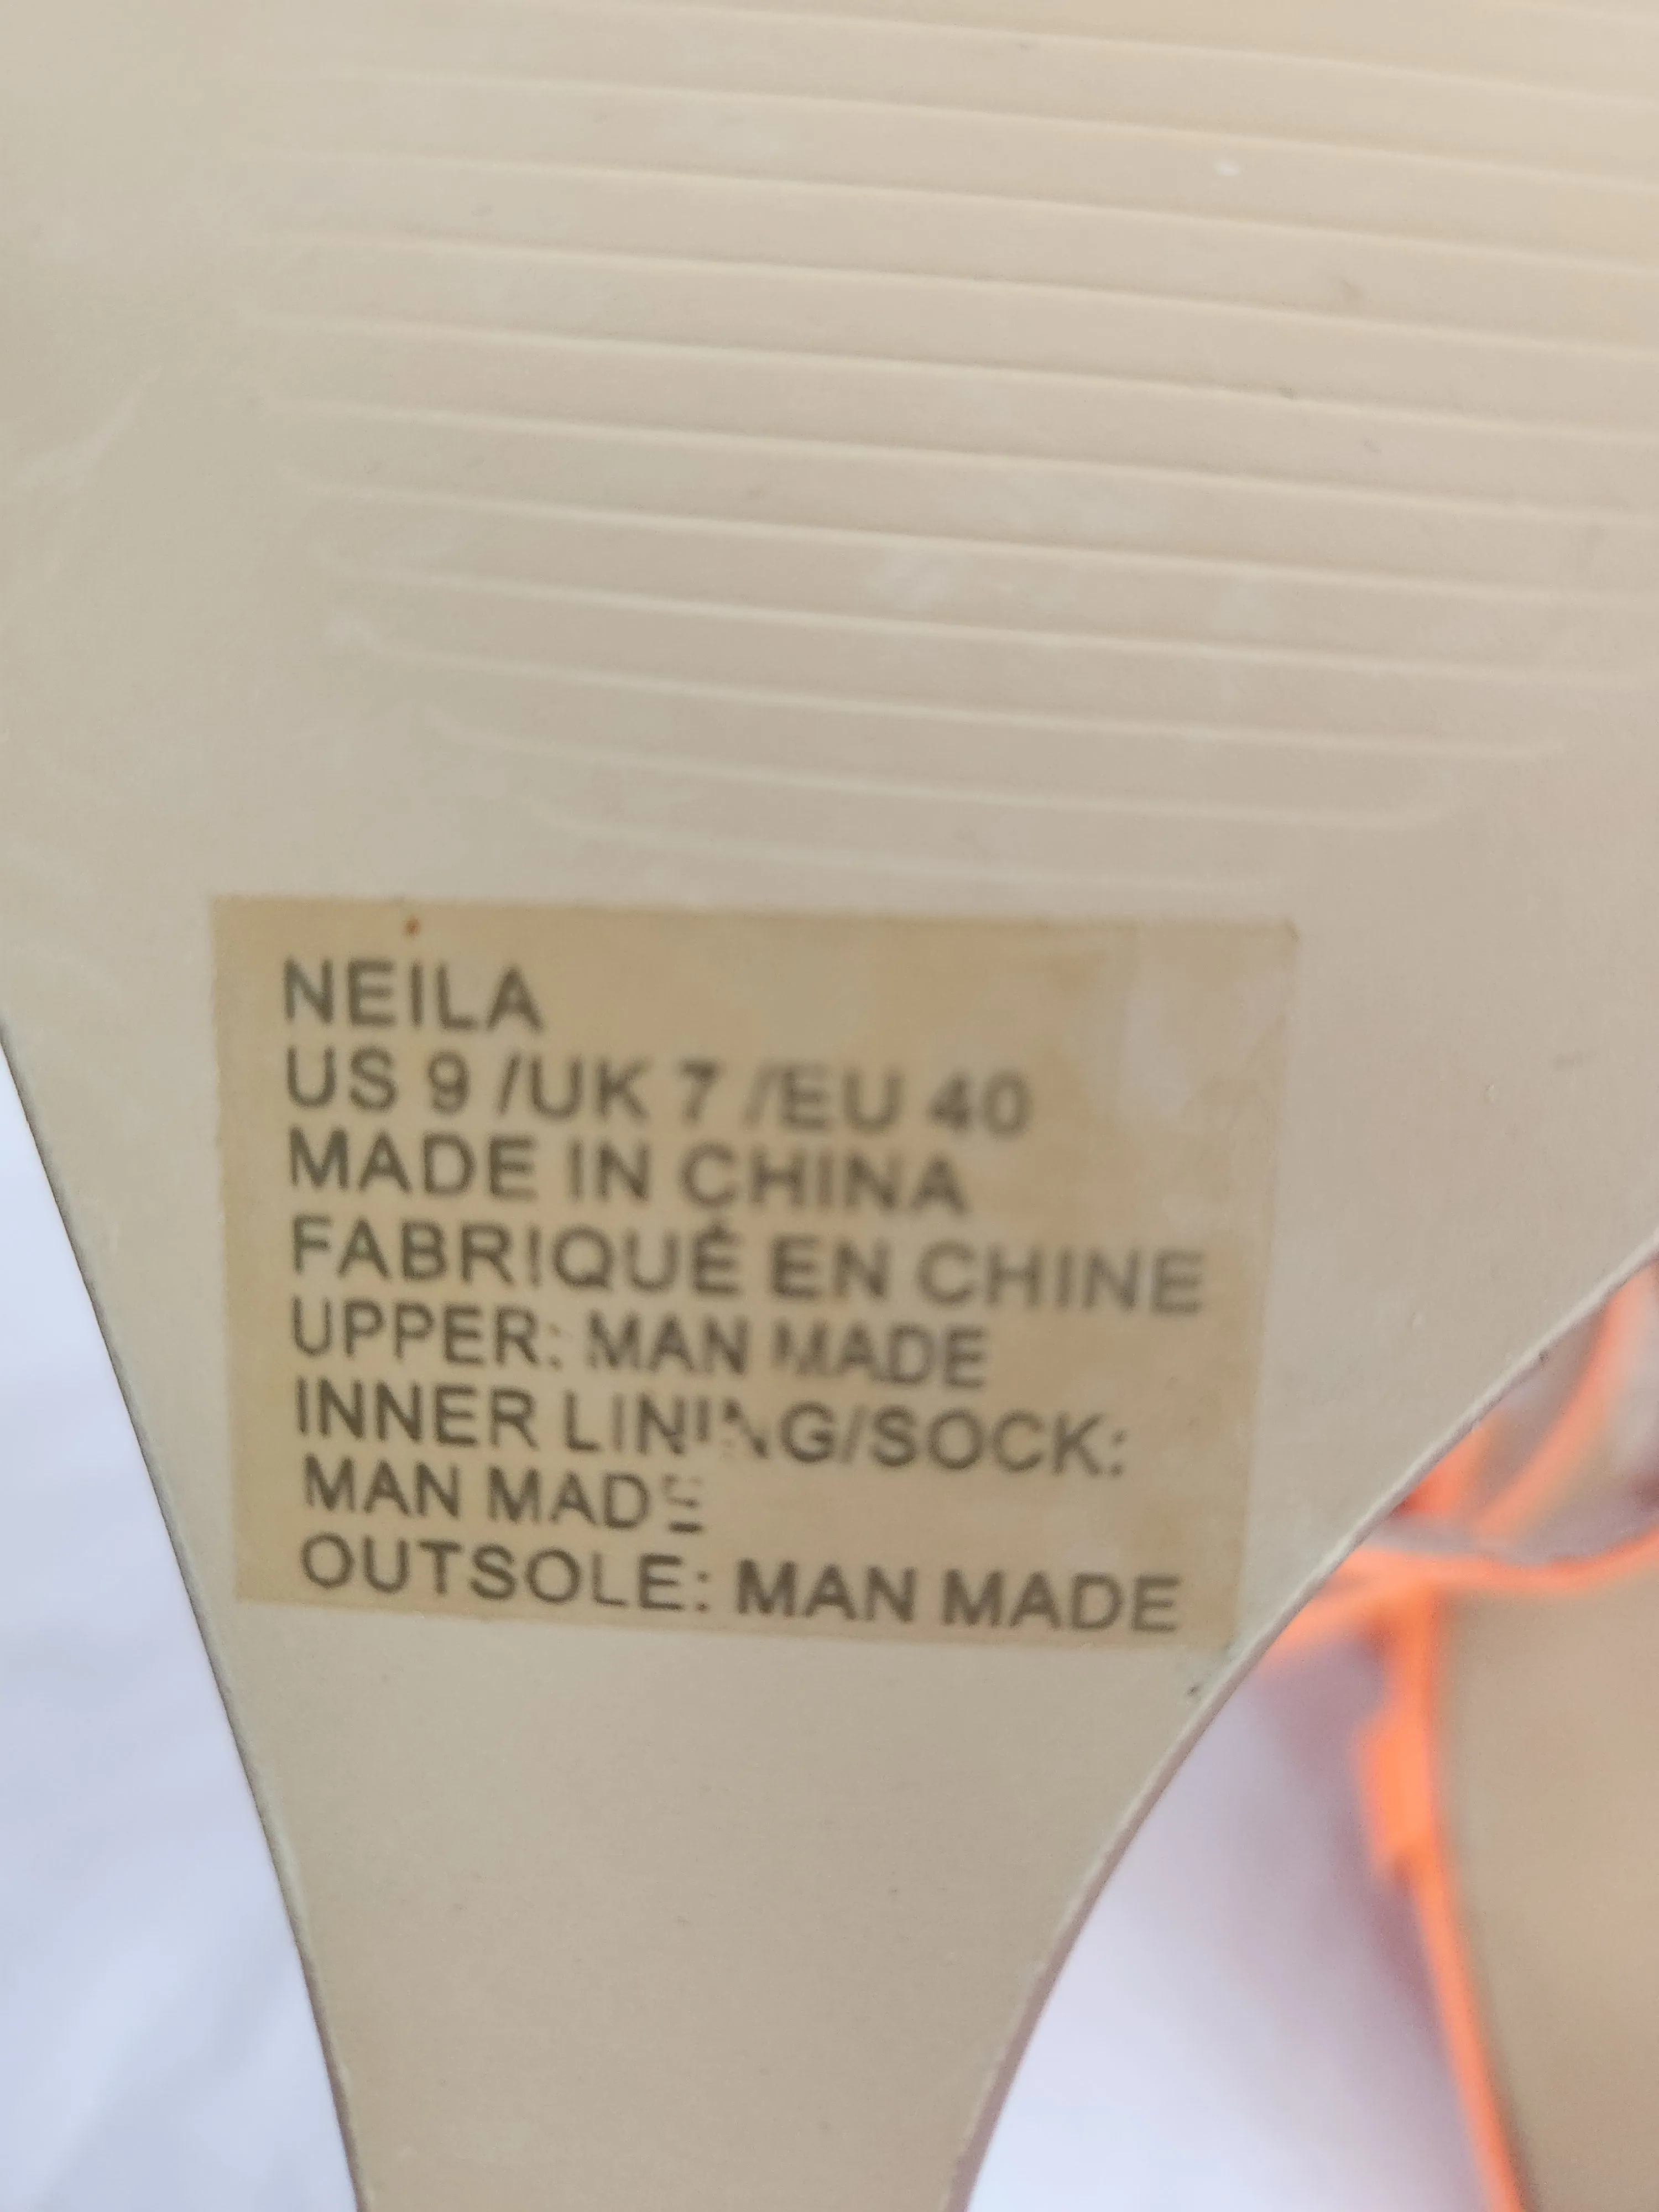 NEILA
US 9 /UK 7 /EU 40
MADE IN CHINA
FABRIQUÉ EN CHINE
UPPER: MAN MADE
INNER LINING/SOCK:
MAN MADE
OUTSOLE: MAN MADE